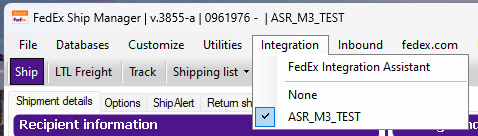 FedEx Ship Manager | v.3855-a | 0961976 -  | ASR_M3_TEST
File Databases Customize Utilities Integration Inbound fedex.com
Ship LTL Freight Track Shipping list
FedEx Integration Assistant
None
ASR_M3_TEST
Shipment details Options ShipAlert Return sh
Recipient information